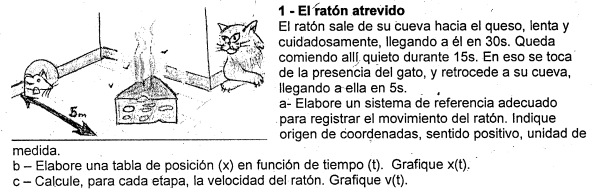 1 - El ratón atrevido
El ratón sale de su cueva hacia el queso, lenta y
cuidadosamente, llegando a él en 30s. Queda
comiendo allí quieto durante 15s. En eso se toca
de la presencia del gato, y retrocede a su cueva,
llegando a ella en 5s.
a- Elabore un sistema de referencia adecuado
para registrar el movimiento del ratón. Indique
origen de coordenadas, sentido positivo, unidad de
medida.
b – Elabore una tabla de posición (x) en función de tiempo (t). Grafique x(t).
c – Calcule, para cada etapa, la velocidad del ratón. Grafique v(t).
5m